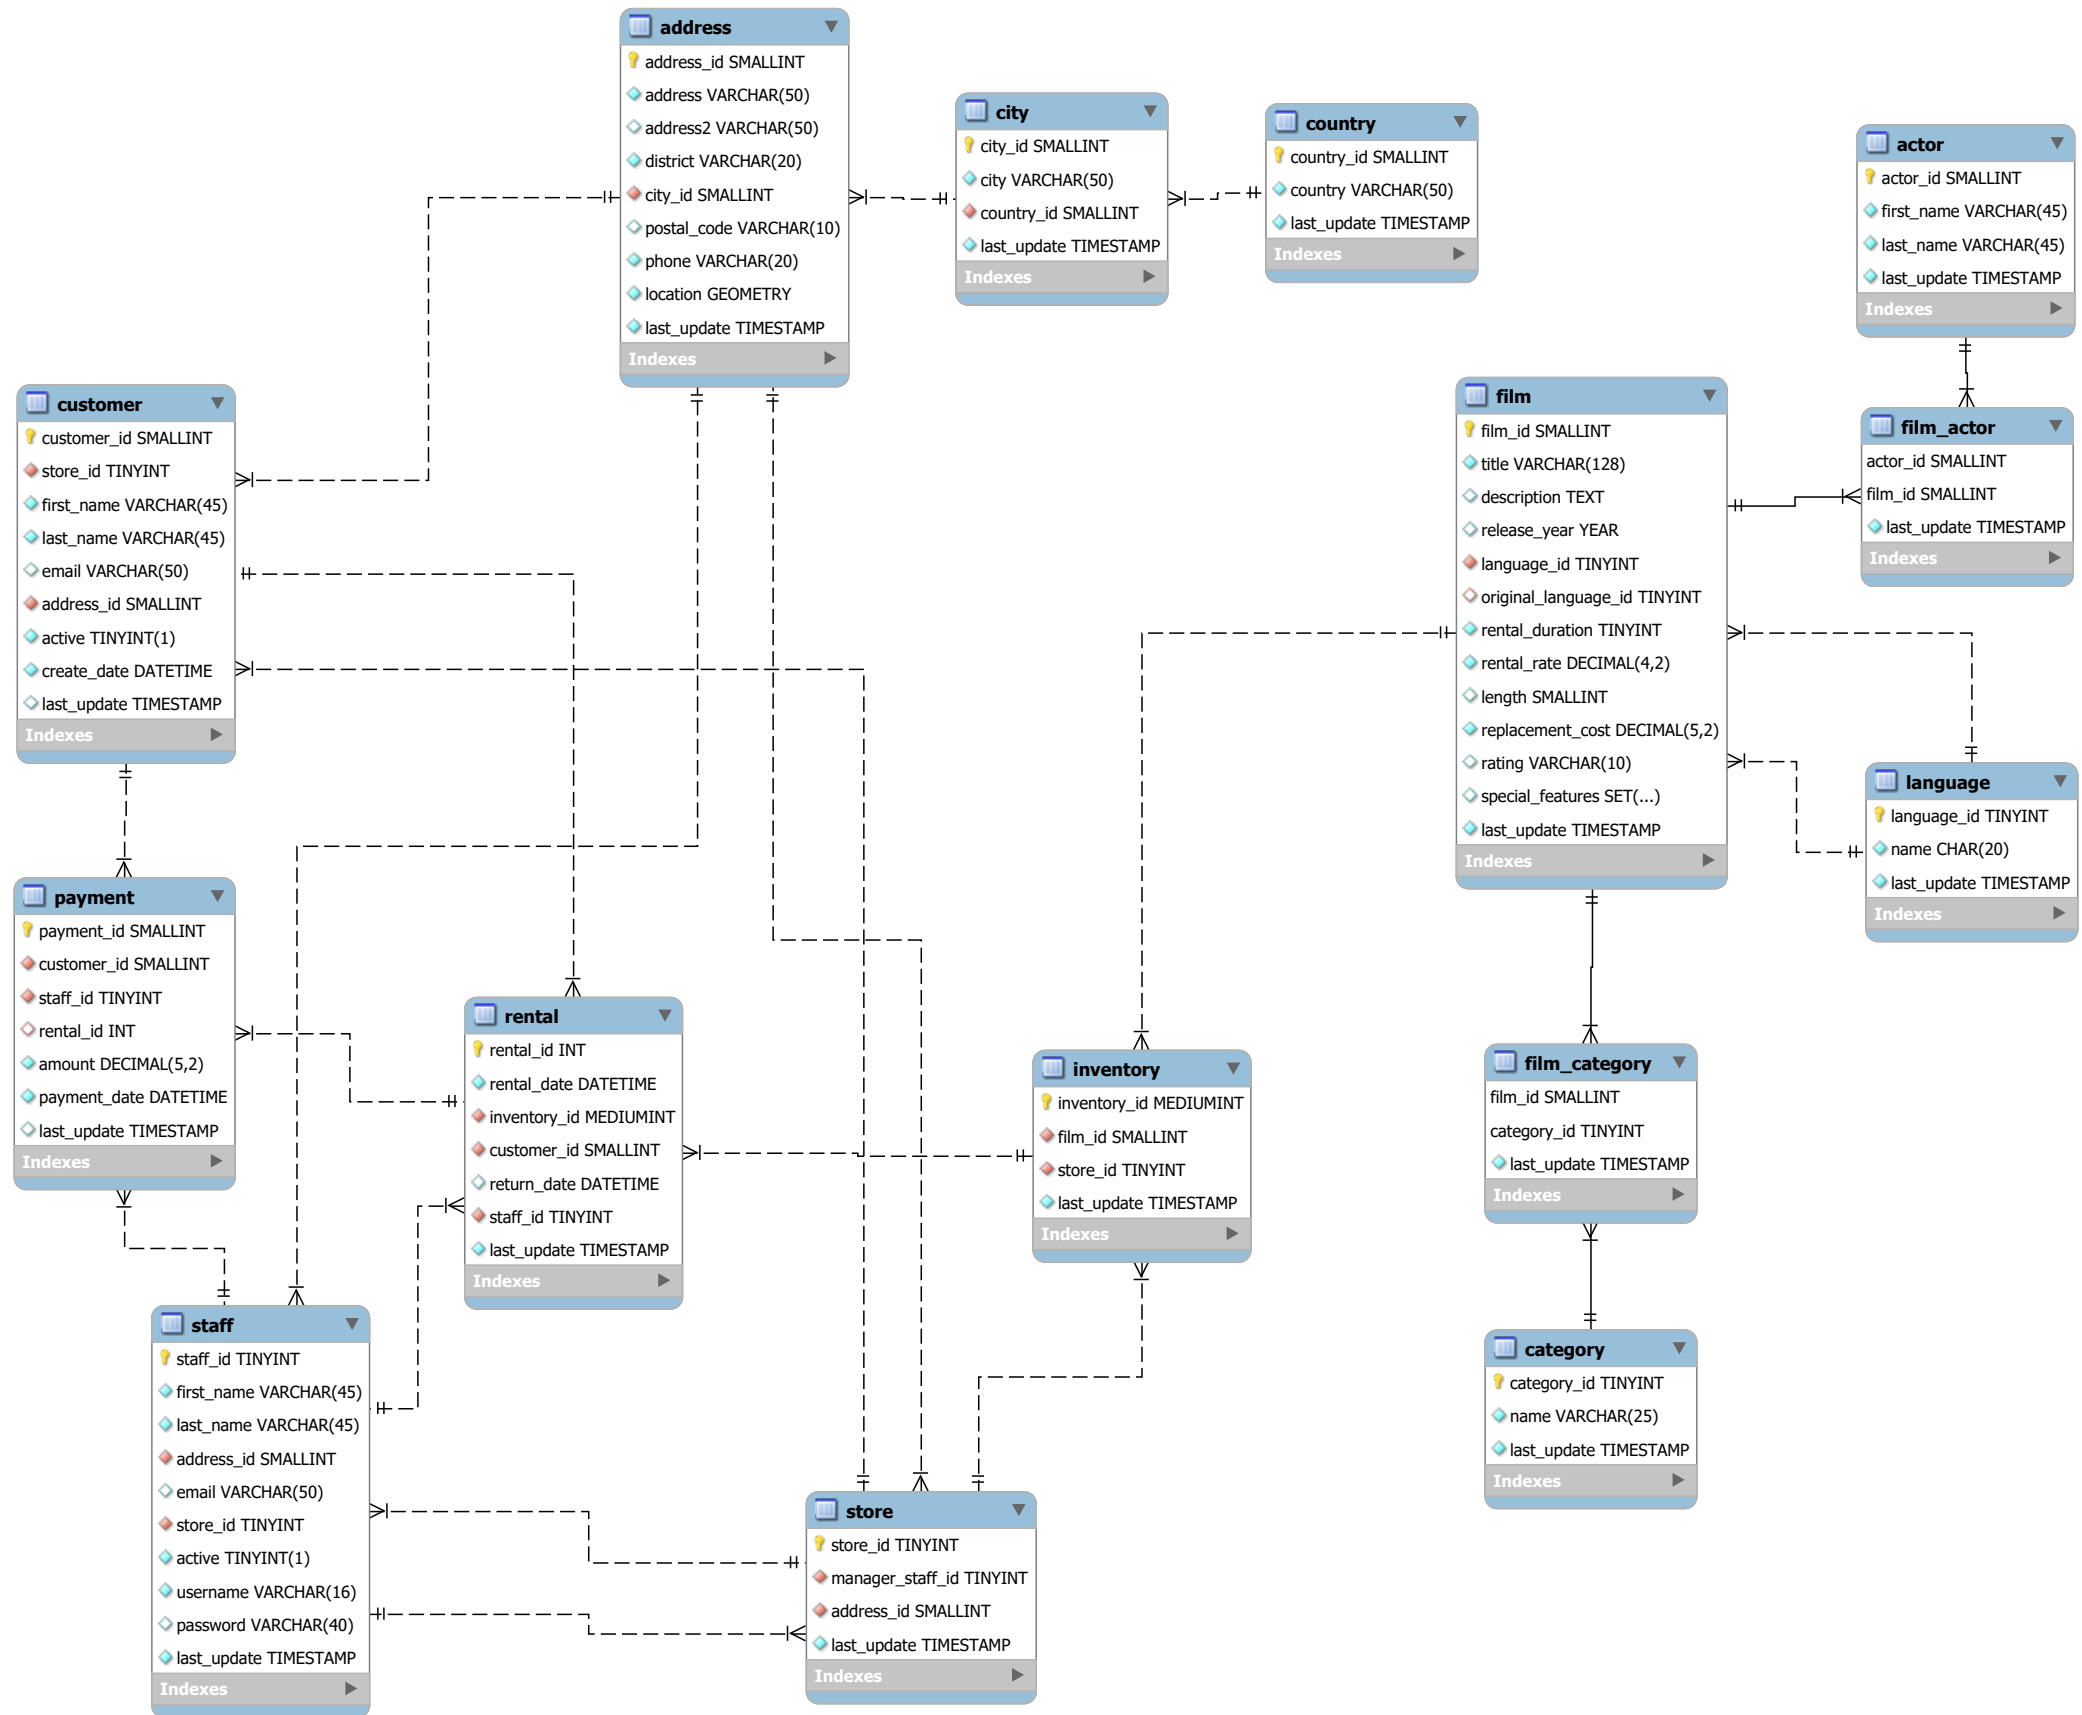 address
address_id SMALLINT
address VARCHAR(50)
address2 VARCHAR(50)
district VARCHAR(20)
city_id SMALLINT
postal_code VARCHAR(10)
phone VARCHAR(20)
location GEOMETRY
last_update TIMESTAMP
Indexes
city
city_id SMALLINT
city VARCHAR(50)
country_id SMALLINT
last_update TIMESTAMP
Indexes
country
country_id SMALLINT
country VARCHAR(50)
last_update TIMESTAMP
Indexes
actor
actor_id SMALLINT
first_name VARCHAR(45)
last_name VARCHAR(45)
last_update TIMESTAMP
Indexes
customer
customer_id SMALLINT
store_id TINYINT
first_name VARCHAR(45)
last_name VARCHAR(45)
email VARCHAR(50)
address_id SMALLINT
active TINYINT(1)
create_date DATETIME
last_update TIMESTAMP
Indexes
film
film_id SMALLINT
title VARCHAR(128)
description TEXT
release_year YEAR
language_id TINYINT
original_language_id TINYINT
rental_duration TINYINT
rental_rate DECIMAL(4,2)
length SMALLINT
replacement_cost DECIMAL(5,2)
rating VARCHAR(10)
special_features SET(...)
last_update TIMESTAMP
Indexes
film_actor
actor_id SMALLINT
film_id SMALLINT
last_update TIMESTAMP
Indexes
language
language_id TINYINT
name CHAR(20)
last_update TIMESTAMP
Indexes
payment
payment_id SMALLINT
customer_id SMALLINT
staff_id TINYINT
rental_id INT
amount DECIMAL(5,2)
payment_date DATETIME
last_update TIMESTAMP
Indexes
rental
rental_id INT
rental_date DATETIME
inventory_id MEDIUMINT
customer_id SMALLINT
return_date DATETIME
staff_id TINYINT
last_update TIMESTAMP
Indexes
inventory
inventory_id MEDIUMINT
film_id SMALLINT
store_id TINYINT
last_update TIMESTAMP
Indexes
film_category
film_id SMALLINT
category_id TINYINT
last_update TIMESTAMP
Indexes
staff
staff_id TINYINT
first_name VARCHAR(45)
last_name VARCHAR(45)
address_id SMALLINT
email VARCHAR(50)
store_id TINYINT
active TINYINT(1)
username VARCHAR(16)
password VARCHAR(40)
last_update TIMESTAMP
Indexes
store
store_id TINYINT
manager_staff_id TINYINT
address_id SMALLINT
last_update TIMESTAMP
Indexes
category
category_id TINYINT
name VARCHAR(25)
last_update TIMESTAMP
Indexes